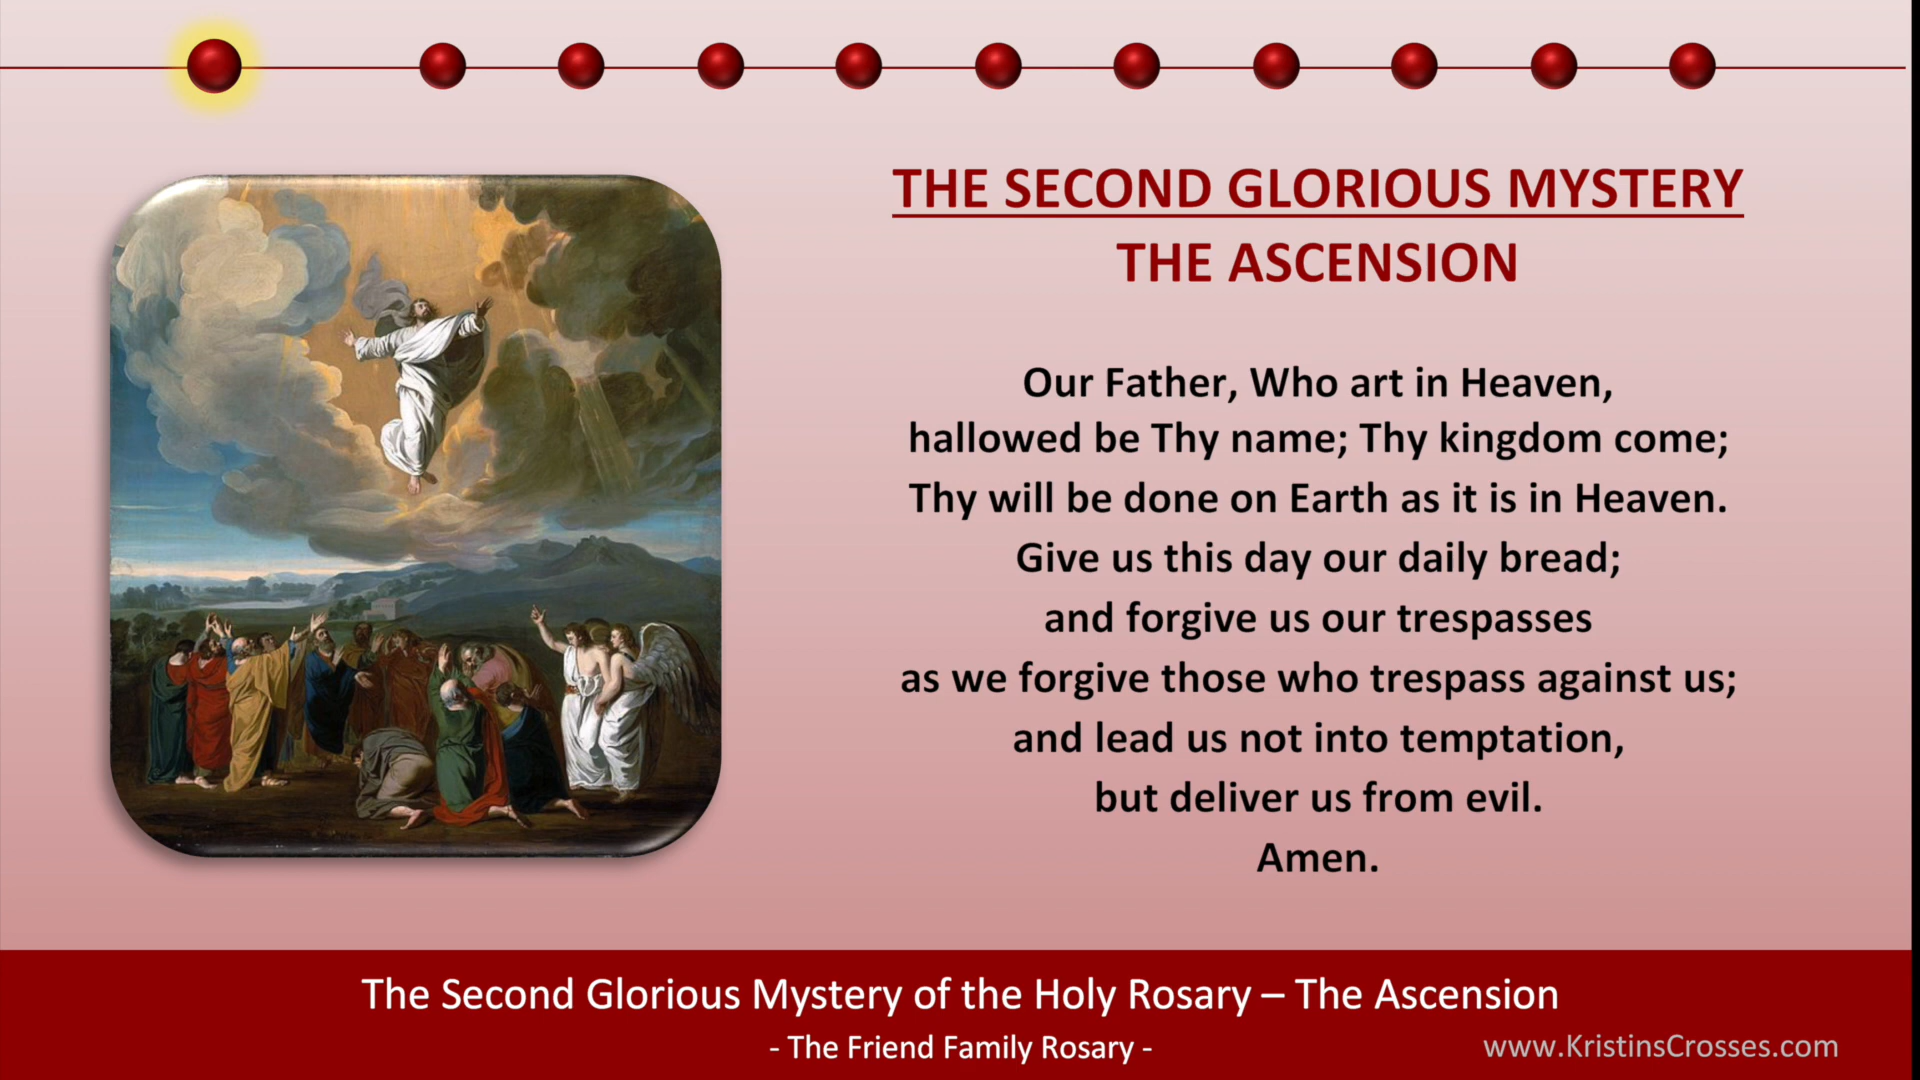 THE SECOND GLORIOUS MYSTERY
THE ASCENSION
Our Father, Who art in Heaven,
hallowed be Thy name; Thy kingdom come;
Thy will be done on Earth as it is in Heaven.
Give us this day our daily bread;
and forgive us our trespasses
as we forgive those who trespass against us;
and lead us not into temptation,
but deliver us from evil.
Amen.
The Second Glorious Mystery of the Holy Rosary – The Ascension
- The Friend Family Rosary -
www.KristinsCrosses.com